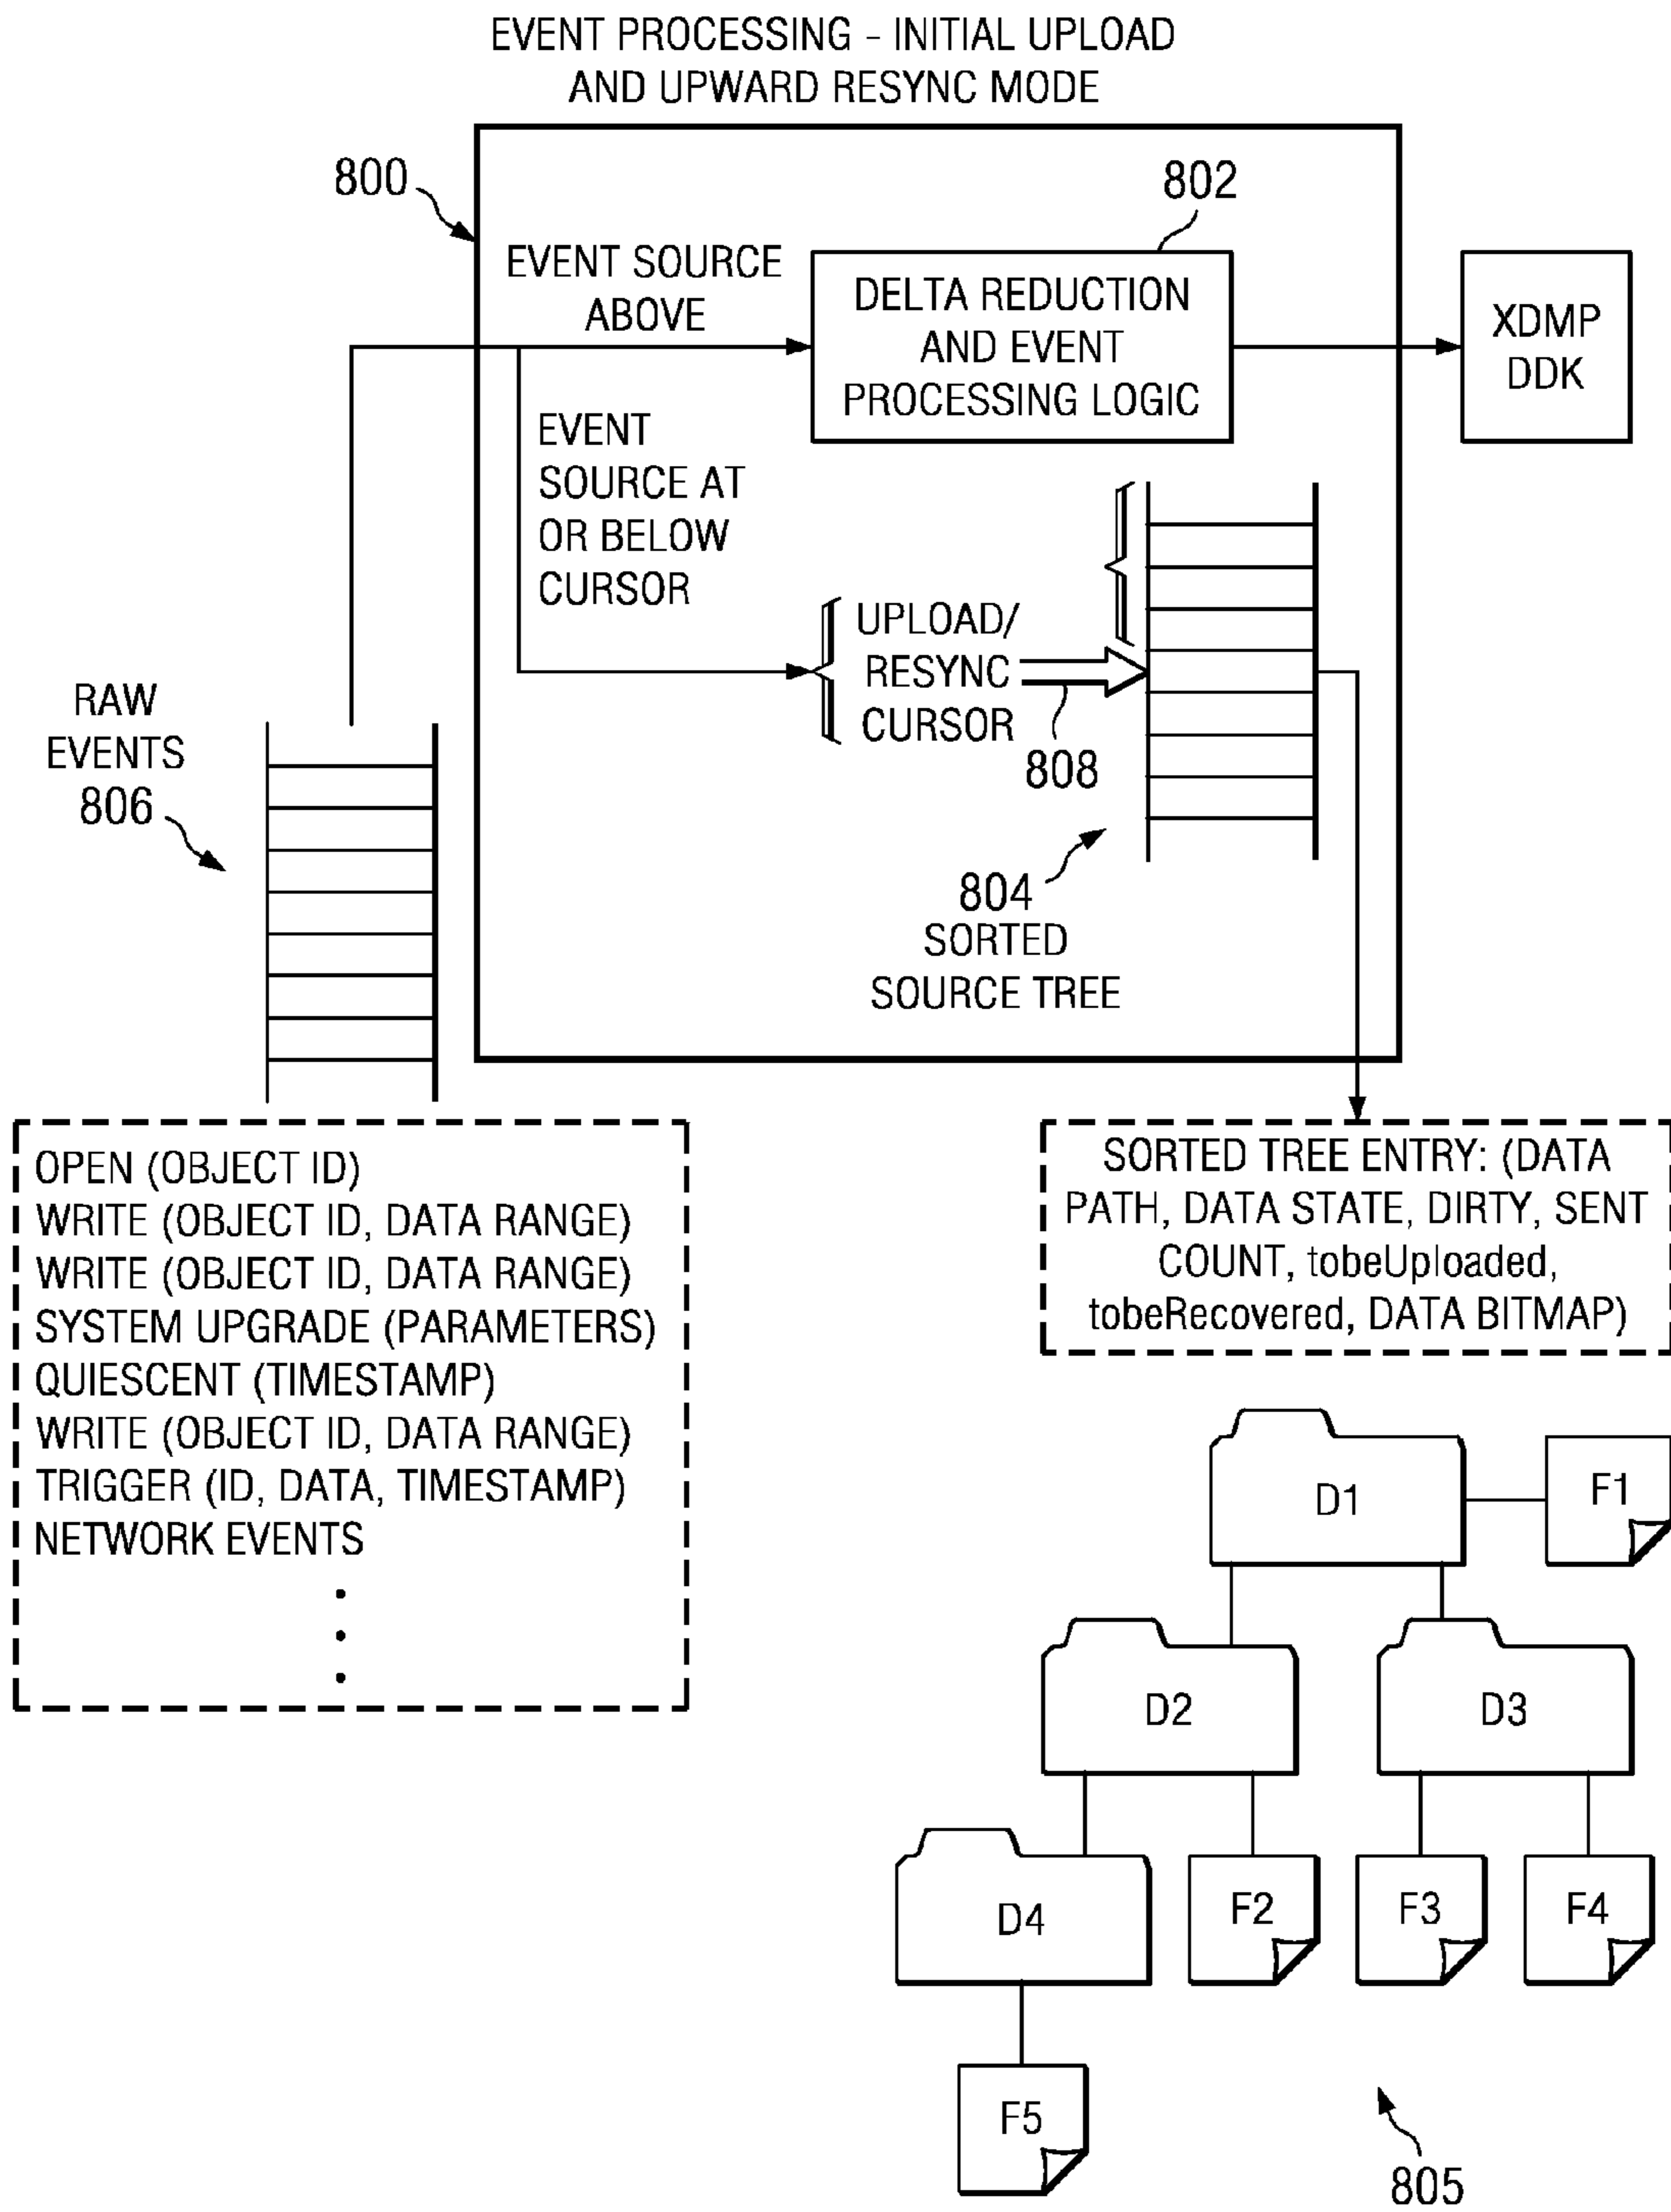 EVENT PROCESSING – INITIAL UPLOAD
AND UPWARD RESYNC MODE
800
802
EVENT SOURCE
ABOVE
DELTA REDUCTION
AND EVENT
PROCESSING LOGIC
XDMP
DDK
EVENT
SOURCE AT
OR BELOW
CURSOR
UPLOAD/
RESYNC
CURSOR
808
RAW
EVENTS
806
804
SORTED
SOURCE TREE
OPEN (OBJECT ID)
WRITE (OBJECT ID, DATA RANGE)
WRITE (OBJECT ID, DATA RANGE)
SYSTEM UPGRADE (PARAMETERS)
QUIESCENT (TIMESTAMP)
WRITE (OBJECT ID, DATA RANGE)
TRIGGER (ID, DATA, TIMESTAMP)
NETWORK EVENTS
SORTED TREE ENTRY: (DATA
PATH, DATA STATE, DIRTY, SENT
COUNT, tobeUploaded,
tobeRecovered, DATA BITMAP)
D1
F1
D2
D3
D4
F2
F3
F4
F5
805